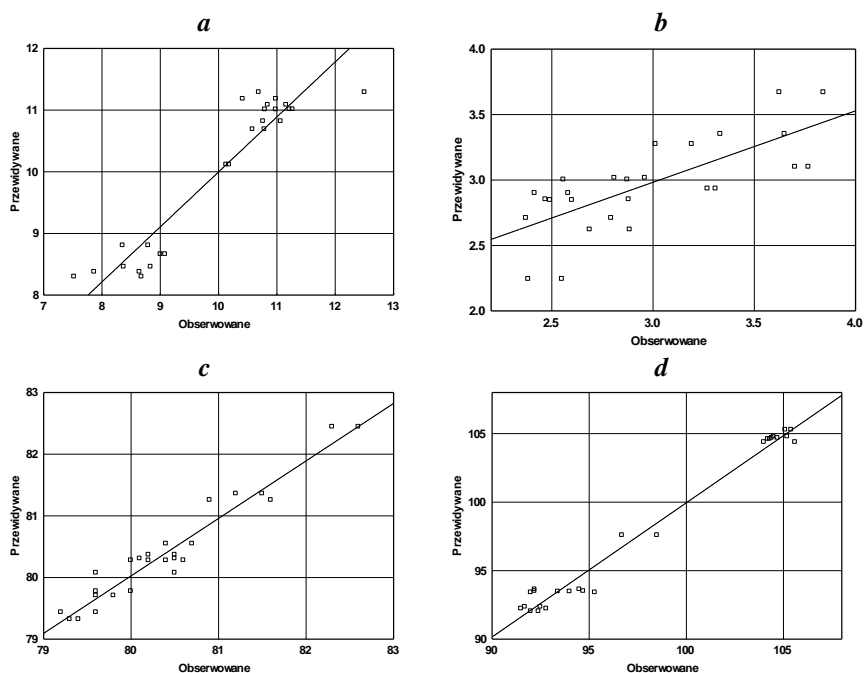 a
12
11
10
9
8
Przewidywane
7 8 9 10 11 12 13
Obserwowane
b
4.0
3.5
3.0
2.5
2.0
Przewidywane
2.5 3.0 3.5 4.0
Obserwowane
c
83
82
81
80
79
Przewidywane
79 80 81 82 83
Obserwowane
d
105
100
95
90
Przewidywane
90 95 100 105
Obserwowane